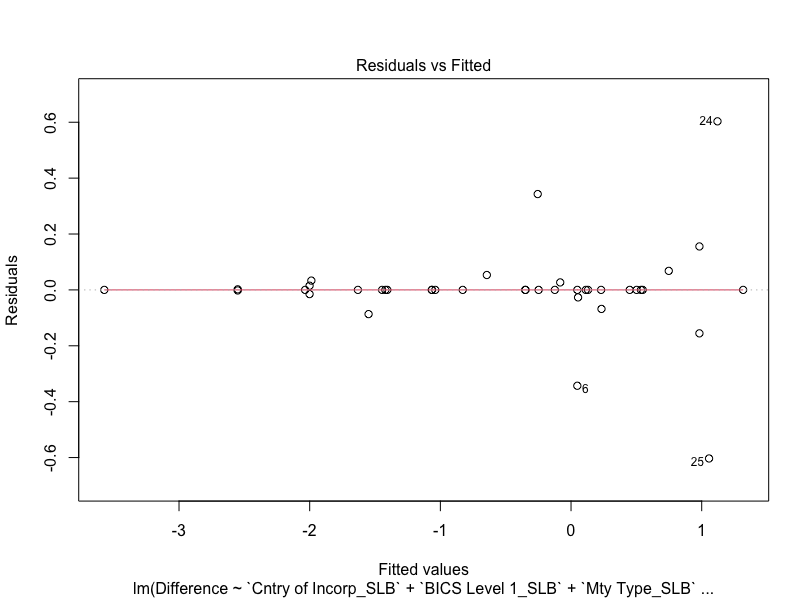 Residuals vs Fitted
Residuals
0.6
0.4
0.2
0.0
-0.2
-0.4
-0.6
24
6
25
-3 -2 -1 0 1
Fitted values
lm(Difference ~ `Cntry of Incorp_SLB` + `BICS Level 1_SLB` + `Mty Type_SLB` ...